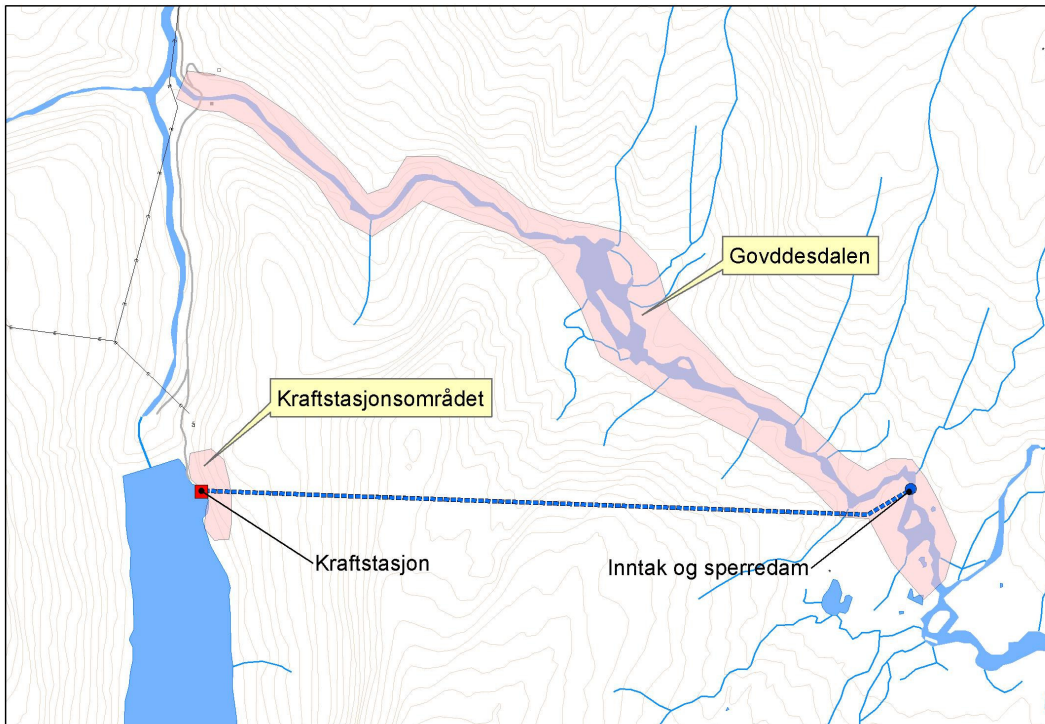 Govddesdalen
Kraftstasjonsområdet
Kraftstasjon
Inntak og sperredam